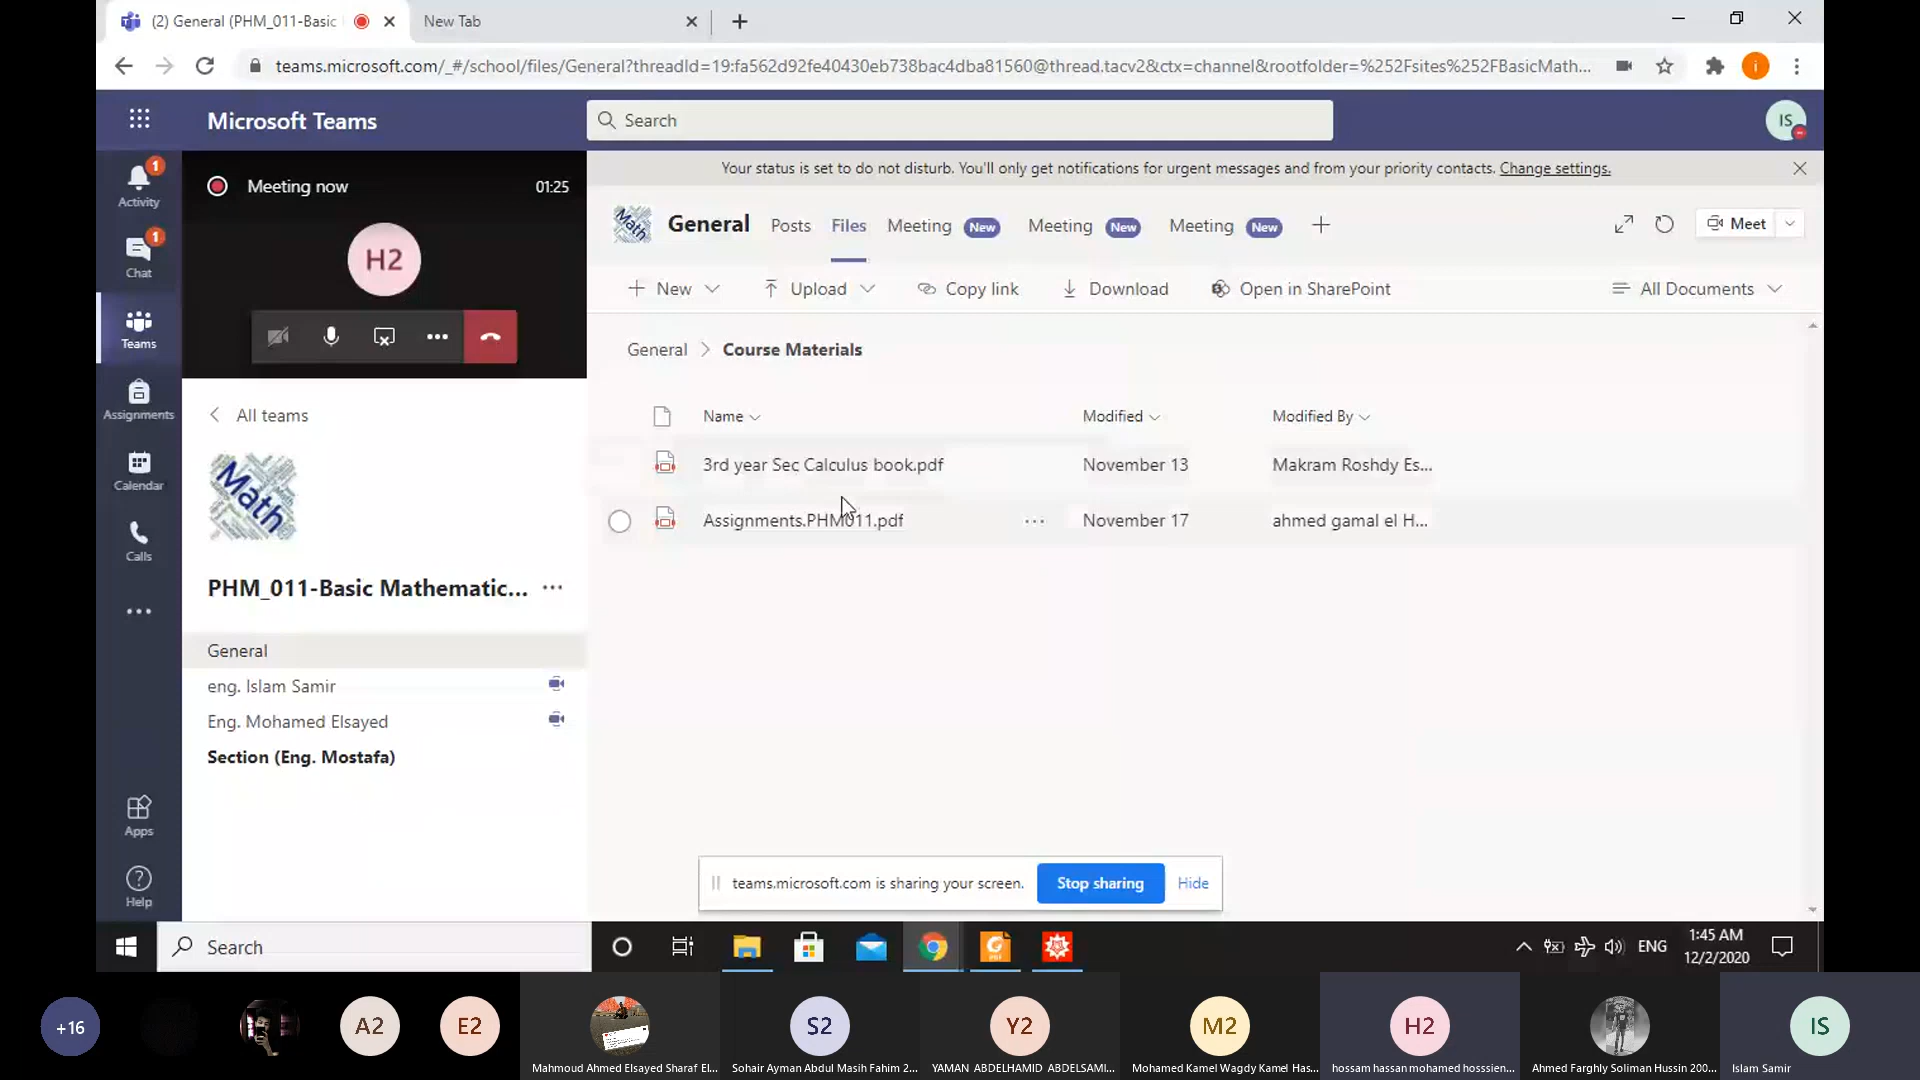 (2) General (PHM_011-Basic
New Tab
teams.microsoft.com/_#/school/files/General?threadId=19:fa562d92fe40430eb738bac4dba81560@thread.tacv2&ctx=channel&rootfolder=%252Fsites%252FBasicMath...
i
Microsoft Teams
Search
IS
Your status is set to do not disturb. You'll only get notifications for urgent messages and from your priority contacts. Change settings.
1
Activity
1
Chat
Teams
Assignments
Calendar
Calls
Apps
Help
Meeting now
01:25
H2
All teams
Math
PHM_011-Basic Mathematic...
General
eng. Islam Samir
Eng. Mohamed Elsayed
Section (Eng. Mostafa)
Math
General
Posts
Files
Meeting New
Meeting New
Meeting New
Meet
New
Upload
Copy link
Download
Open in SharePoint
All Documents
General > Course Materials
Name
Modified
Modified By
3rd year Sec Calculus book.pdf
November 13
Makram Roshdy Es...
Assignments.PHM011.pdf
November 17
ahmed gamal el H...
teams.microsoft.com is sharing your screen.
Stop sharing
Hide
Search
ENG
1:45 AM
12/2/2020
+16
A2
E2
S2
Y2
M2
H2
IS
Mahmoud Ahmed Elsayed Sharaf El...
Sohair Ayman Abdul Masih Fahim 2...
YAMAN ABDELHAMID ABDELSAMI...
Mohamed Kamel Wagdy Kamel Has...
hossam hassan mohamed hosssien...
Ahmed Farghly Soliman Hussin 200...
Islam Samir